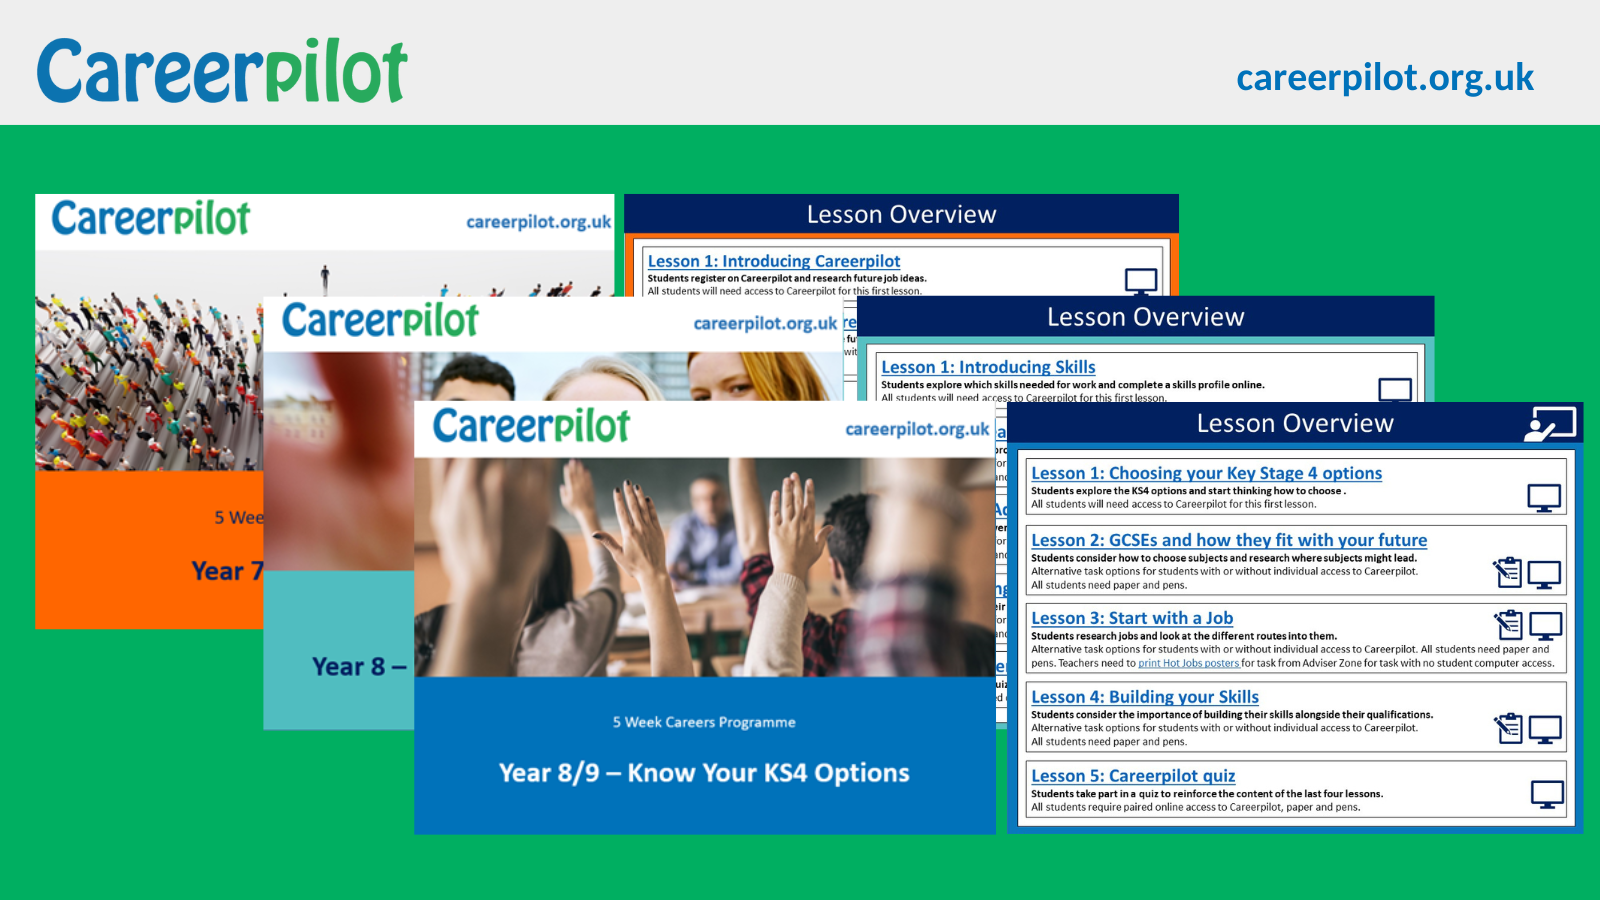 Careerpilot
careerpilot.org.uk
Careerpilot
careerpilot.org.uk
5
Year 7
Lesson Overview
Lesson 1: Introducing Careerpilot
Students register on Careerpilot and research future job ideas.
All students will need access to Careerpilot for this first lesson.
Careerpilot
careerpilot.org.uk
Year 8 –
Lesson Overview
Lesson 1: Introducing Skills
Students explore which skills needed for work and complete a skills profile online.
All students will need access to Careerpilot for this first lesson.
Careerpilot
careerpilot.org.uk
5 Week Careers Programme
Year 8/9 – Know Your KS4 Options
Lesson Overview
Lesson 1: Choosing your Key Stage 4 options
Students explore the KS4 options and start thinking how to choose .
All students will need access to Careerpilot for this first lesson.
Lesson 2: GCSEs and how they fit with your future
Students consider how to choose subjects and research where subjects might lead.
Alternative task options for students with or without individual access to Careerpilot.
All students need paper and pens.
Lesson 3: Start with a Job
Students research jobs and look at the different routes into them.
Alternative task options for students with or without individual access to Careerpilot. All students need paper and
pens. Teachers need to print Hot Jobs posters for task from Adviser Zone for task with no student computer access.
Lesson 4: Building your Skills
Students consider the importance of building their skills alongside their qualifications.
Alternative task options for students with or without individual access to Careerpilot.
All students need paper and pens.
Lesson 5: Careerpilot quiz
Students take part in a quiz to reinforce the content of the last four lessons.
All students require paired online access to Careerpilot, paper and pens.